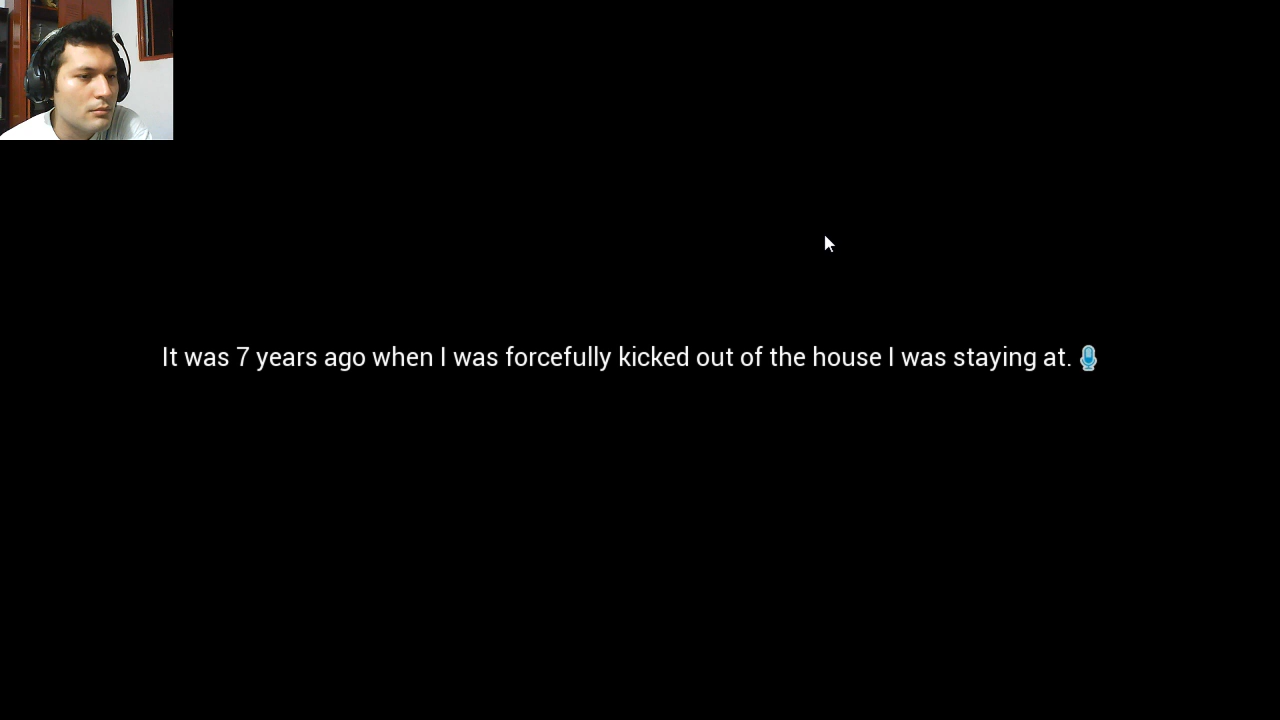 It was 7 years ago when I was forcefully kicked out of the house I was staying at.